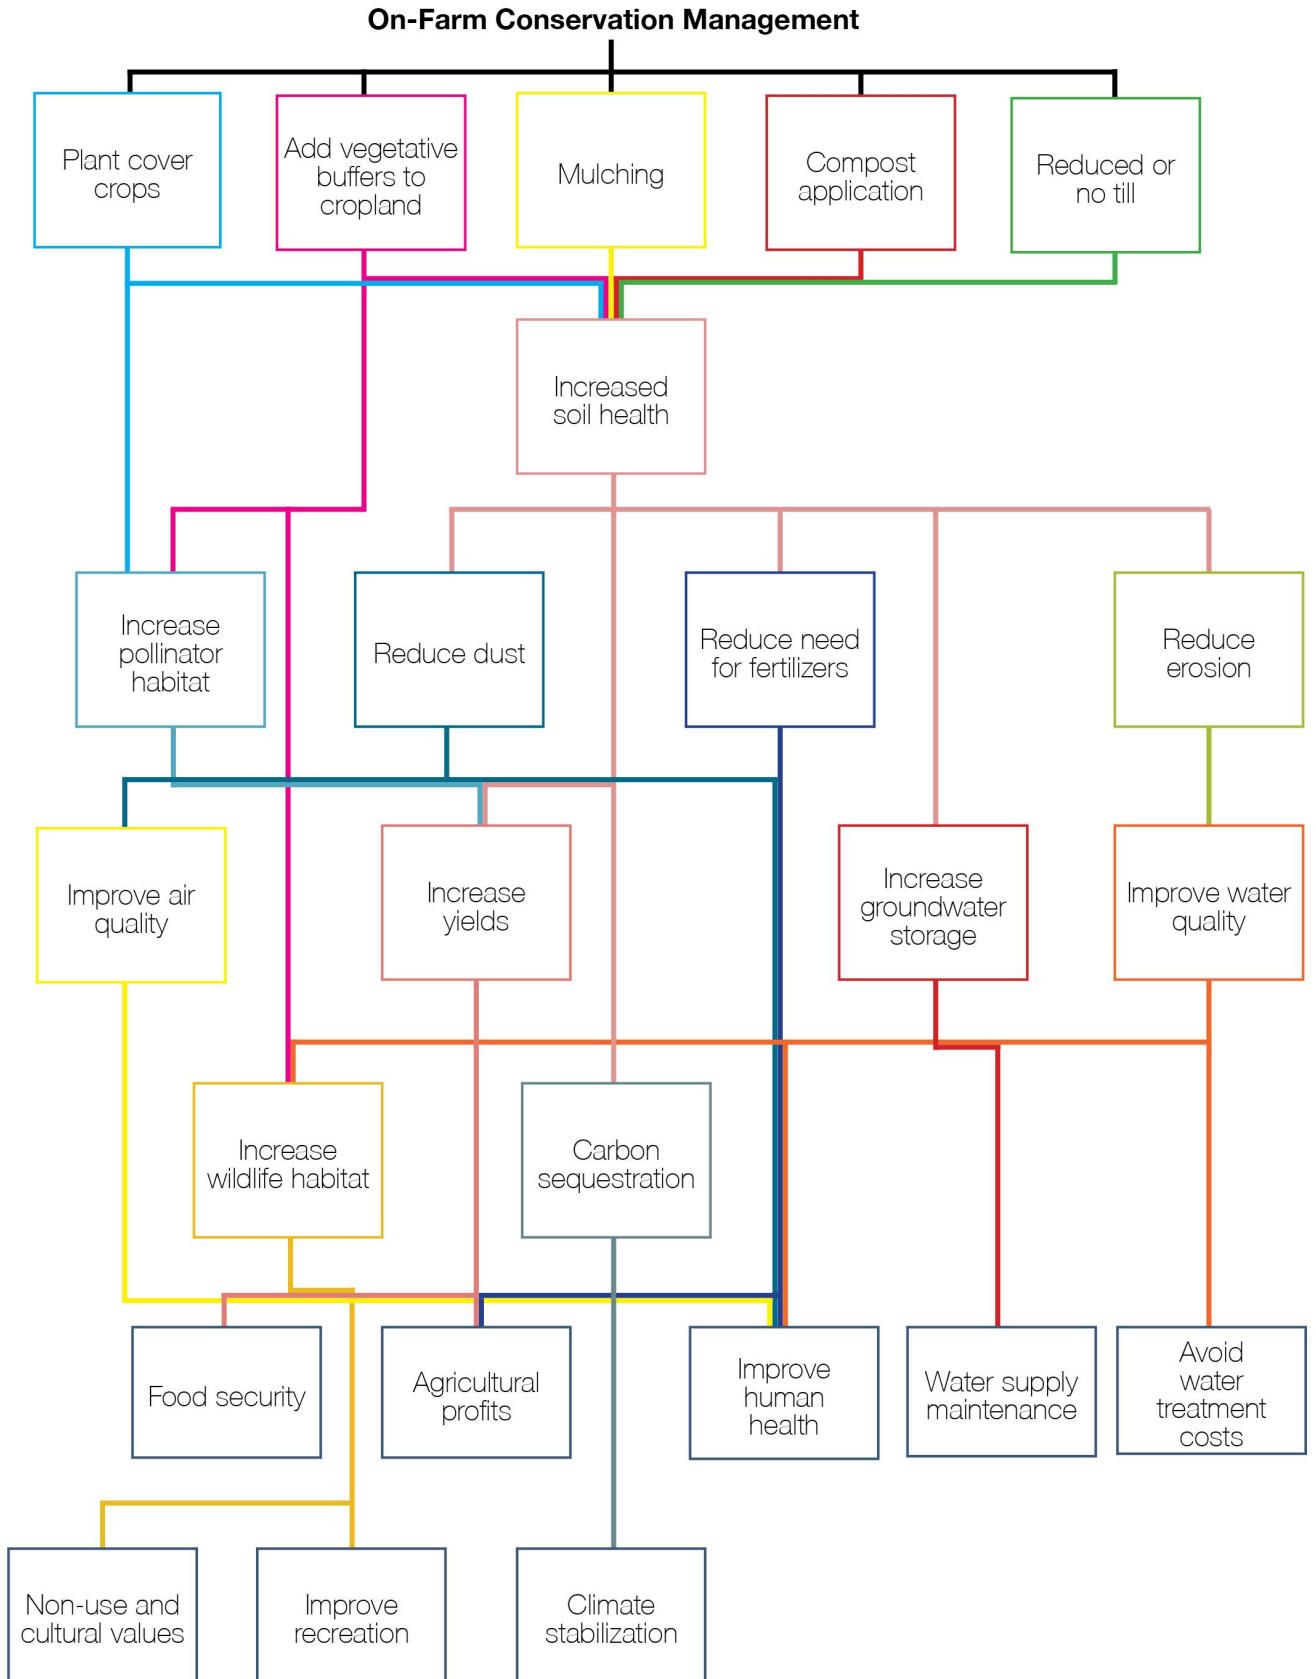 On-Farm Conservation Management
Plant cover
crops
Add vegetative
buffers to
cropland
Mulching
Compost
application
Reduced or
no till
Increased
soil health
Increase
pollinator
habitat
Reduce dust
Reduce need
for fertilizers
Reduce
erosion
Improve air
quality
Increase
yields
Increase
groundwater
storage
Improve water
quality
Increase
wildlife habitat
Carbon
sequestration
Food security
Agricultural
profits
Improve
human
health
Water supply
maintenance
Avoid
water
treatment
costs
Non-use and
cultural values
Improve
recreation
Climate
stabilization